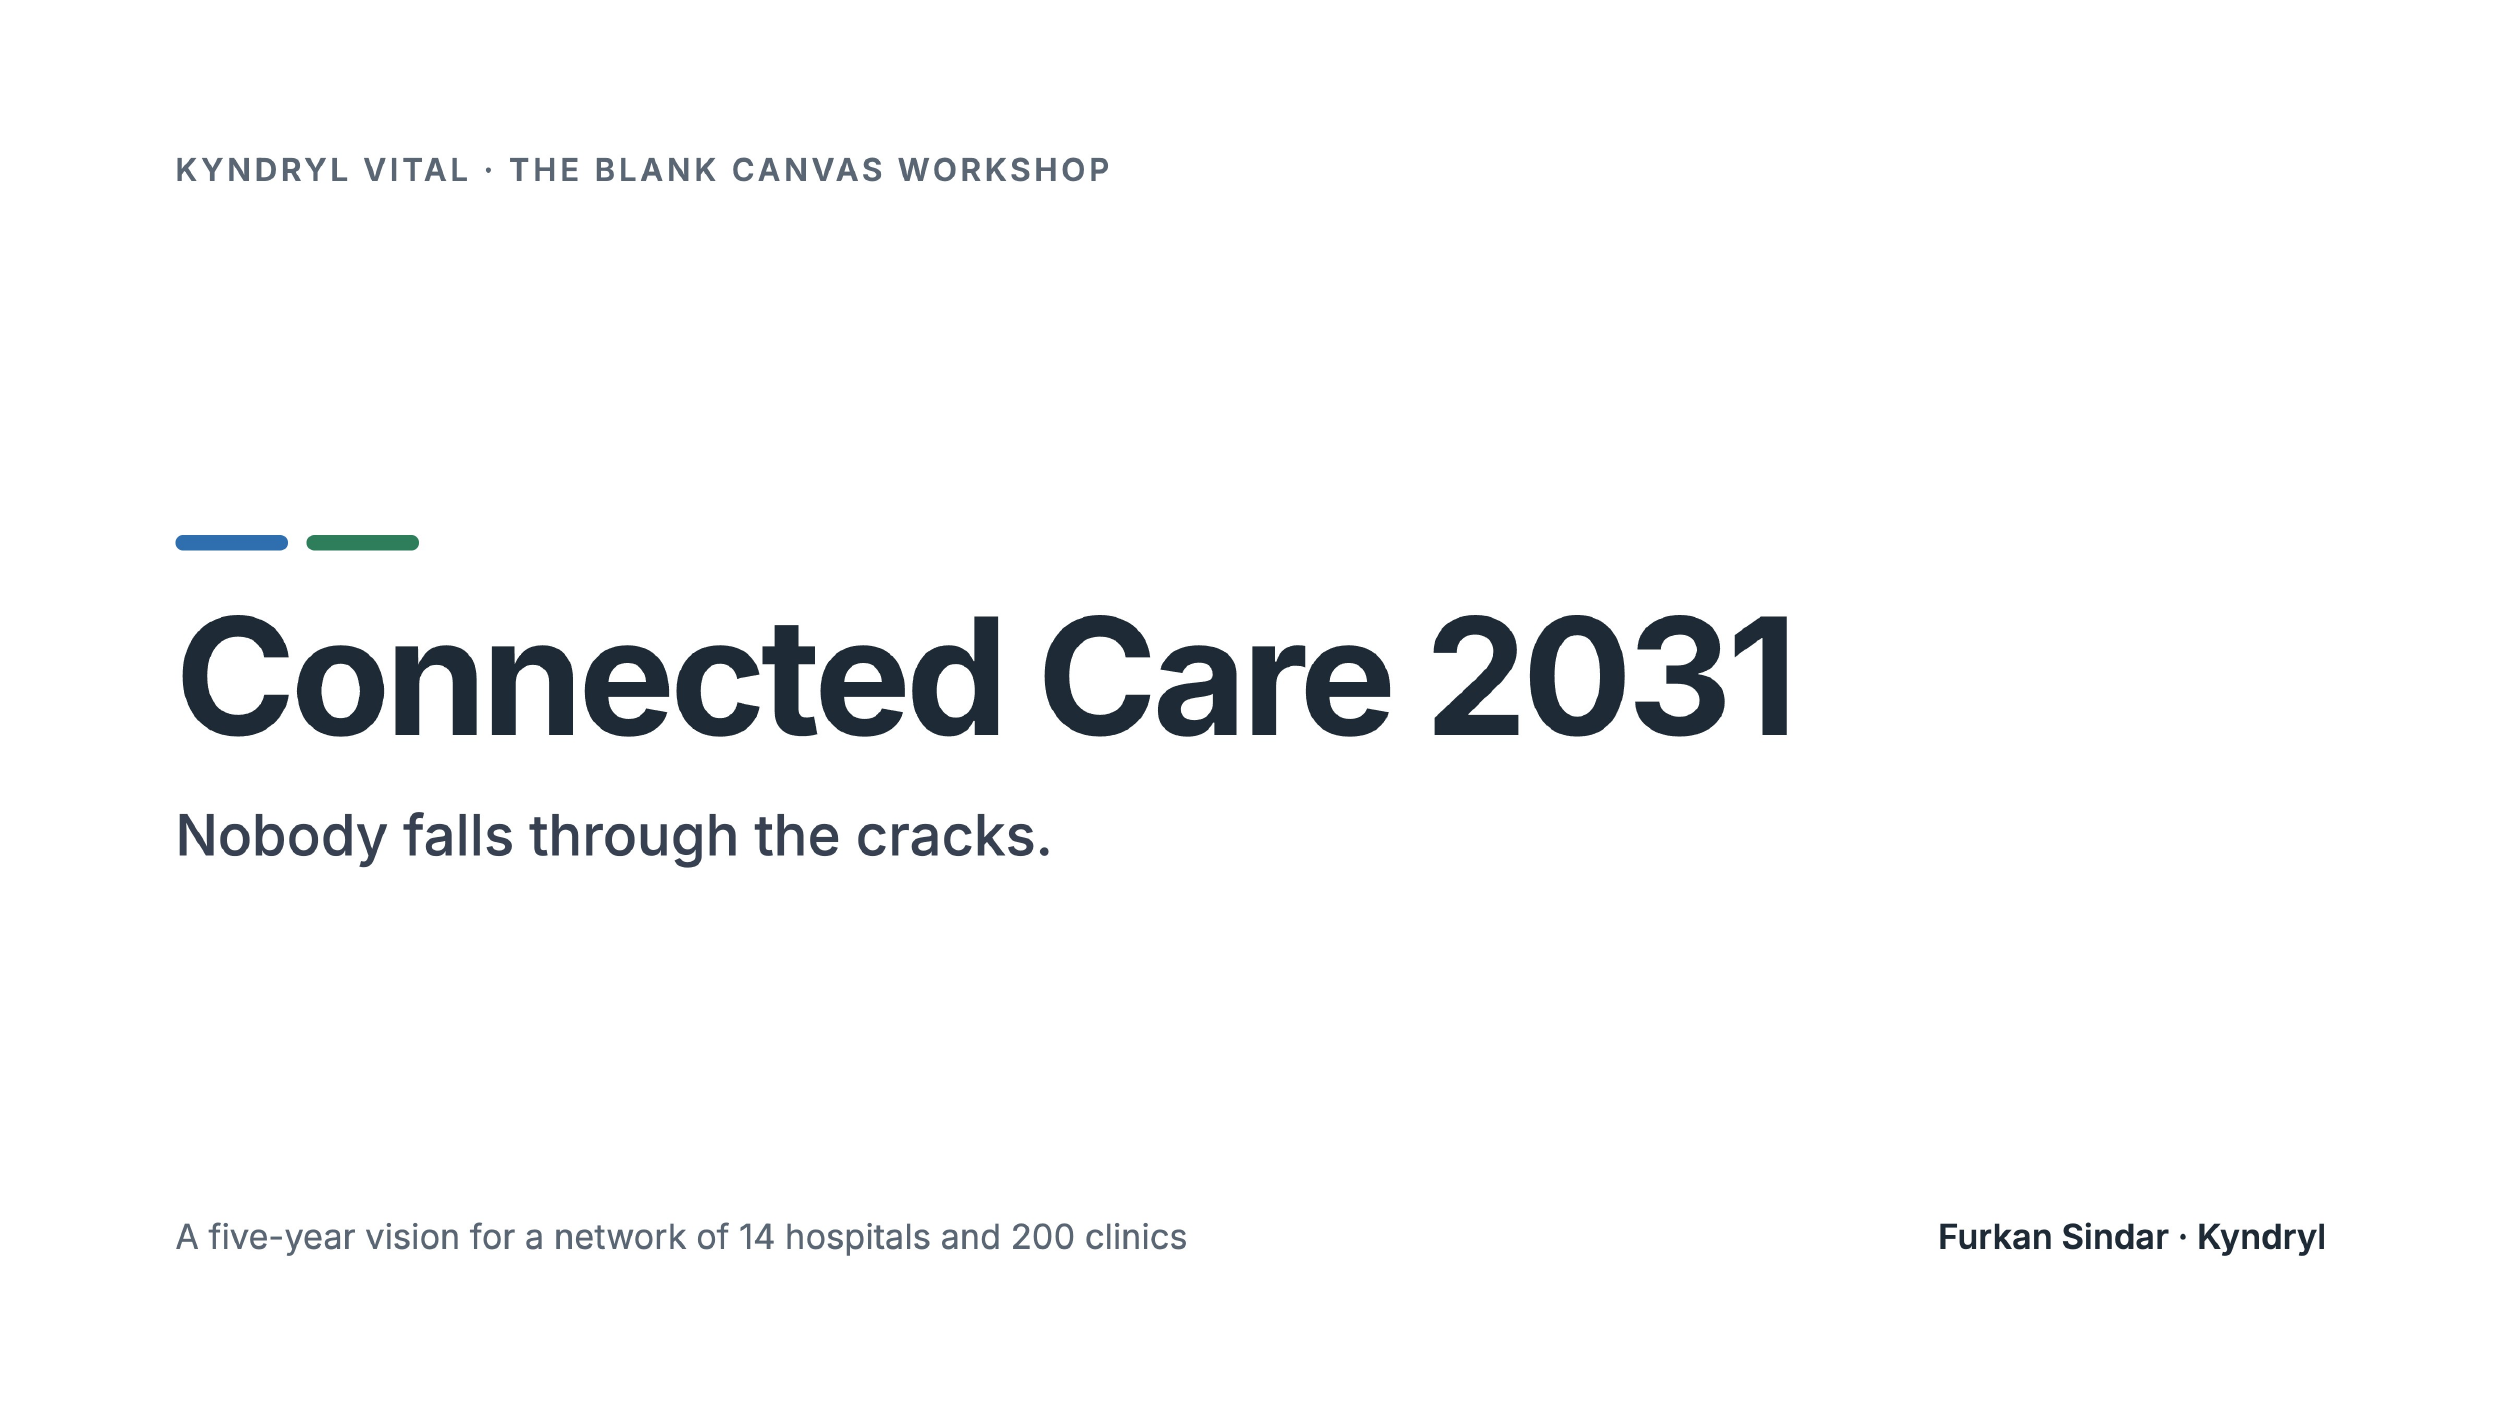 KYNDRYL VITAL · THE BLANK CANVAS WORKSHOP
Connected Care 2031
Nobody falls through the cracks.
A five-year vision for a network of 14 hospitals and 200 clinics
Furkan Sindar · Kyndryl